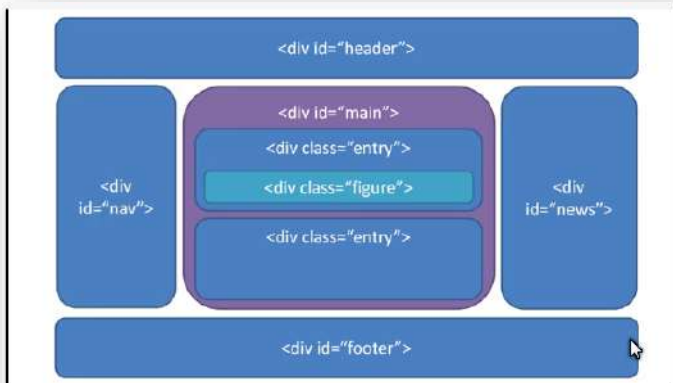 <div id="header">
<div
id="nav">
<div id="main">
<div class="entry">
<div class="figure">
<div class="entry">
<div
id="news">
<div id="footer">